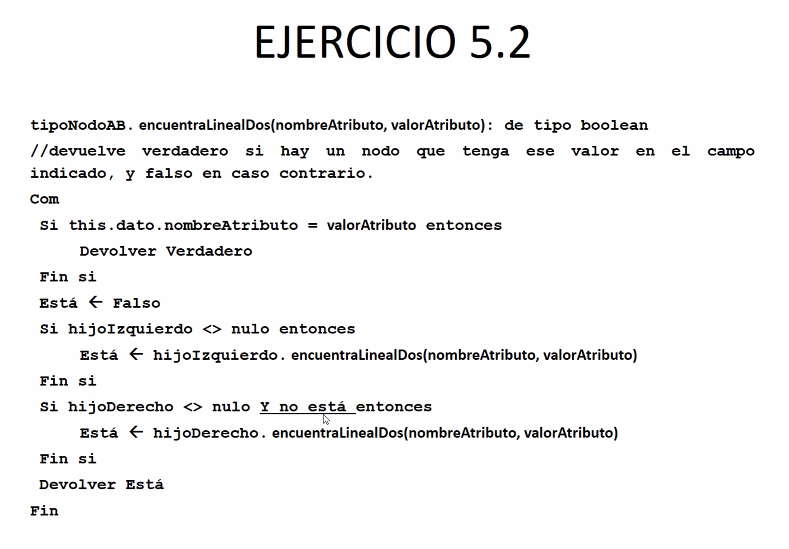 EJERCICIO 5.2
tipoNodoAB. encuentraLinealDos(nombreAtributo, valorAtributo): de tipo boolean
//devuelve verdadero si hay un nodo que tenga ese valor en el campo
indicado, y falso en caso contrario.
Com
Si this.dato.nombreAtributo = valorAtributo entonces
Devolver Verdadero
Fin si
Está ← Falso
Si hijoIzquierdo <> nulo entonces
Está ← hijoIzquierdo. encuentraLinealDos(nombreAtributo, valorAtributo)
Fin si
Si hijoDerecho <> nulo Y no está entonces
Está ← hijoDerecho. encuentraLinealDos(nombreAtributo, valorAtributo)
Fin si
Devolver Está
Fin